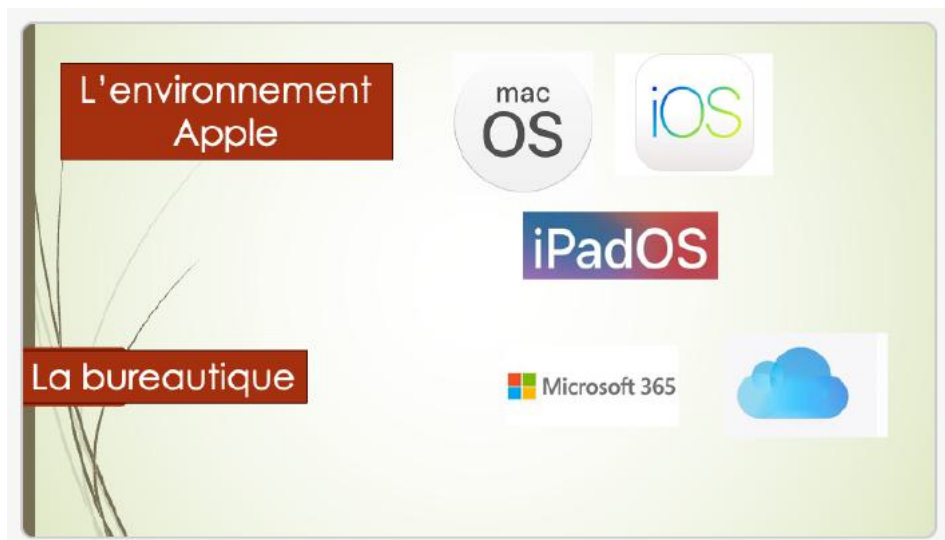 L'environnement
Apple
mac
OS
iOS
iPadOS
La bureautique
Microsoft 365